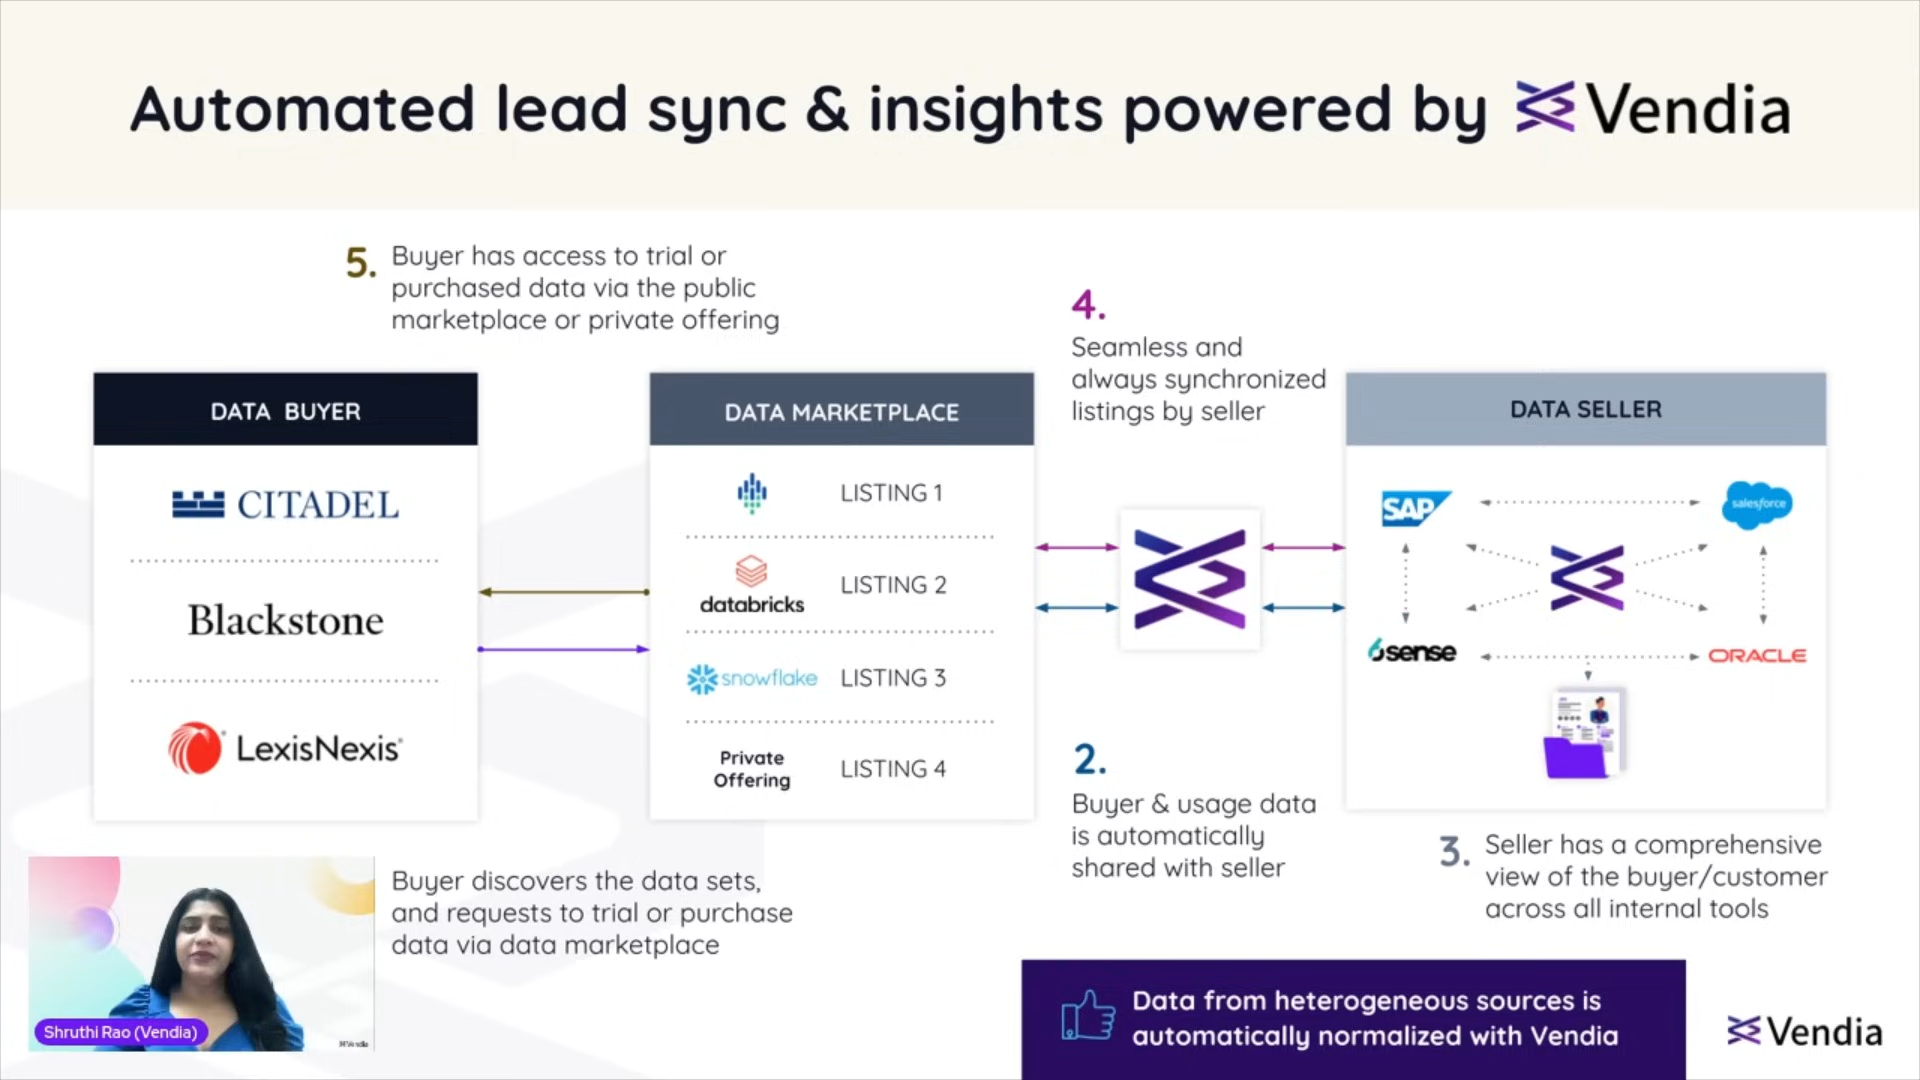 Automated lead sync & insights powered by Vendia
5. Buyer has access to trial or
purchased data via the public
marketplace or private offering
4.
Seamless and
always synchronized
listings by seller
DATA BUYER
CITADEL
Blackstone
LexisNexis
DATA MARKETPLACE
LISTING 1
databricks LISTING 2
snowflake LISTING 3
Private
Offering
LISTING 4
DATA SELLER
SAP
salesforce
6sense
ORACLE
2.
Buyer & usage data
is automatically
shared with seller
3. Seller has a comprehensive
view of the buyer/customer
across all internal tools
Buyer discovers the data sets,
and requests to trial or purchase
data via data marketplace
Shruthi Rao (Vendia)
Vendia
Data from heterogeneous sources is
automatically normalized with Vendia
Vendia